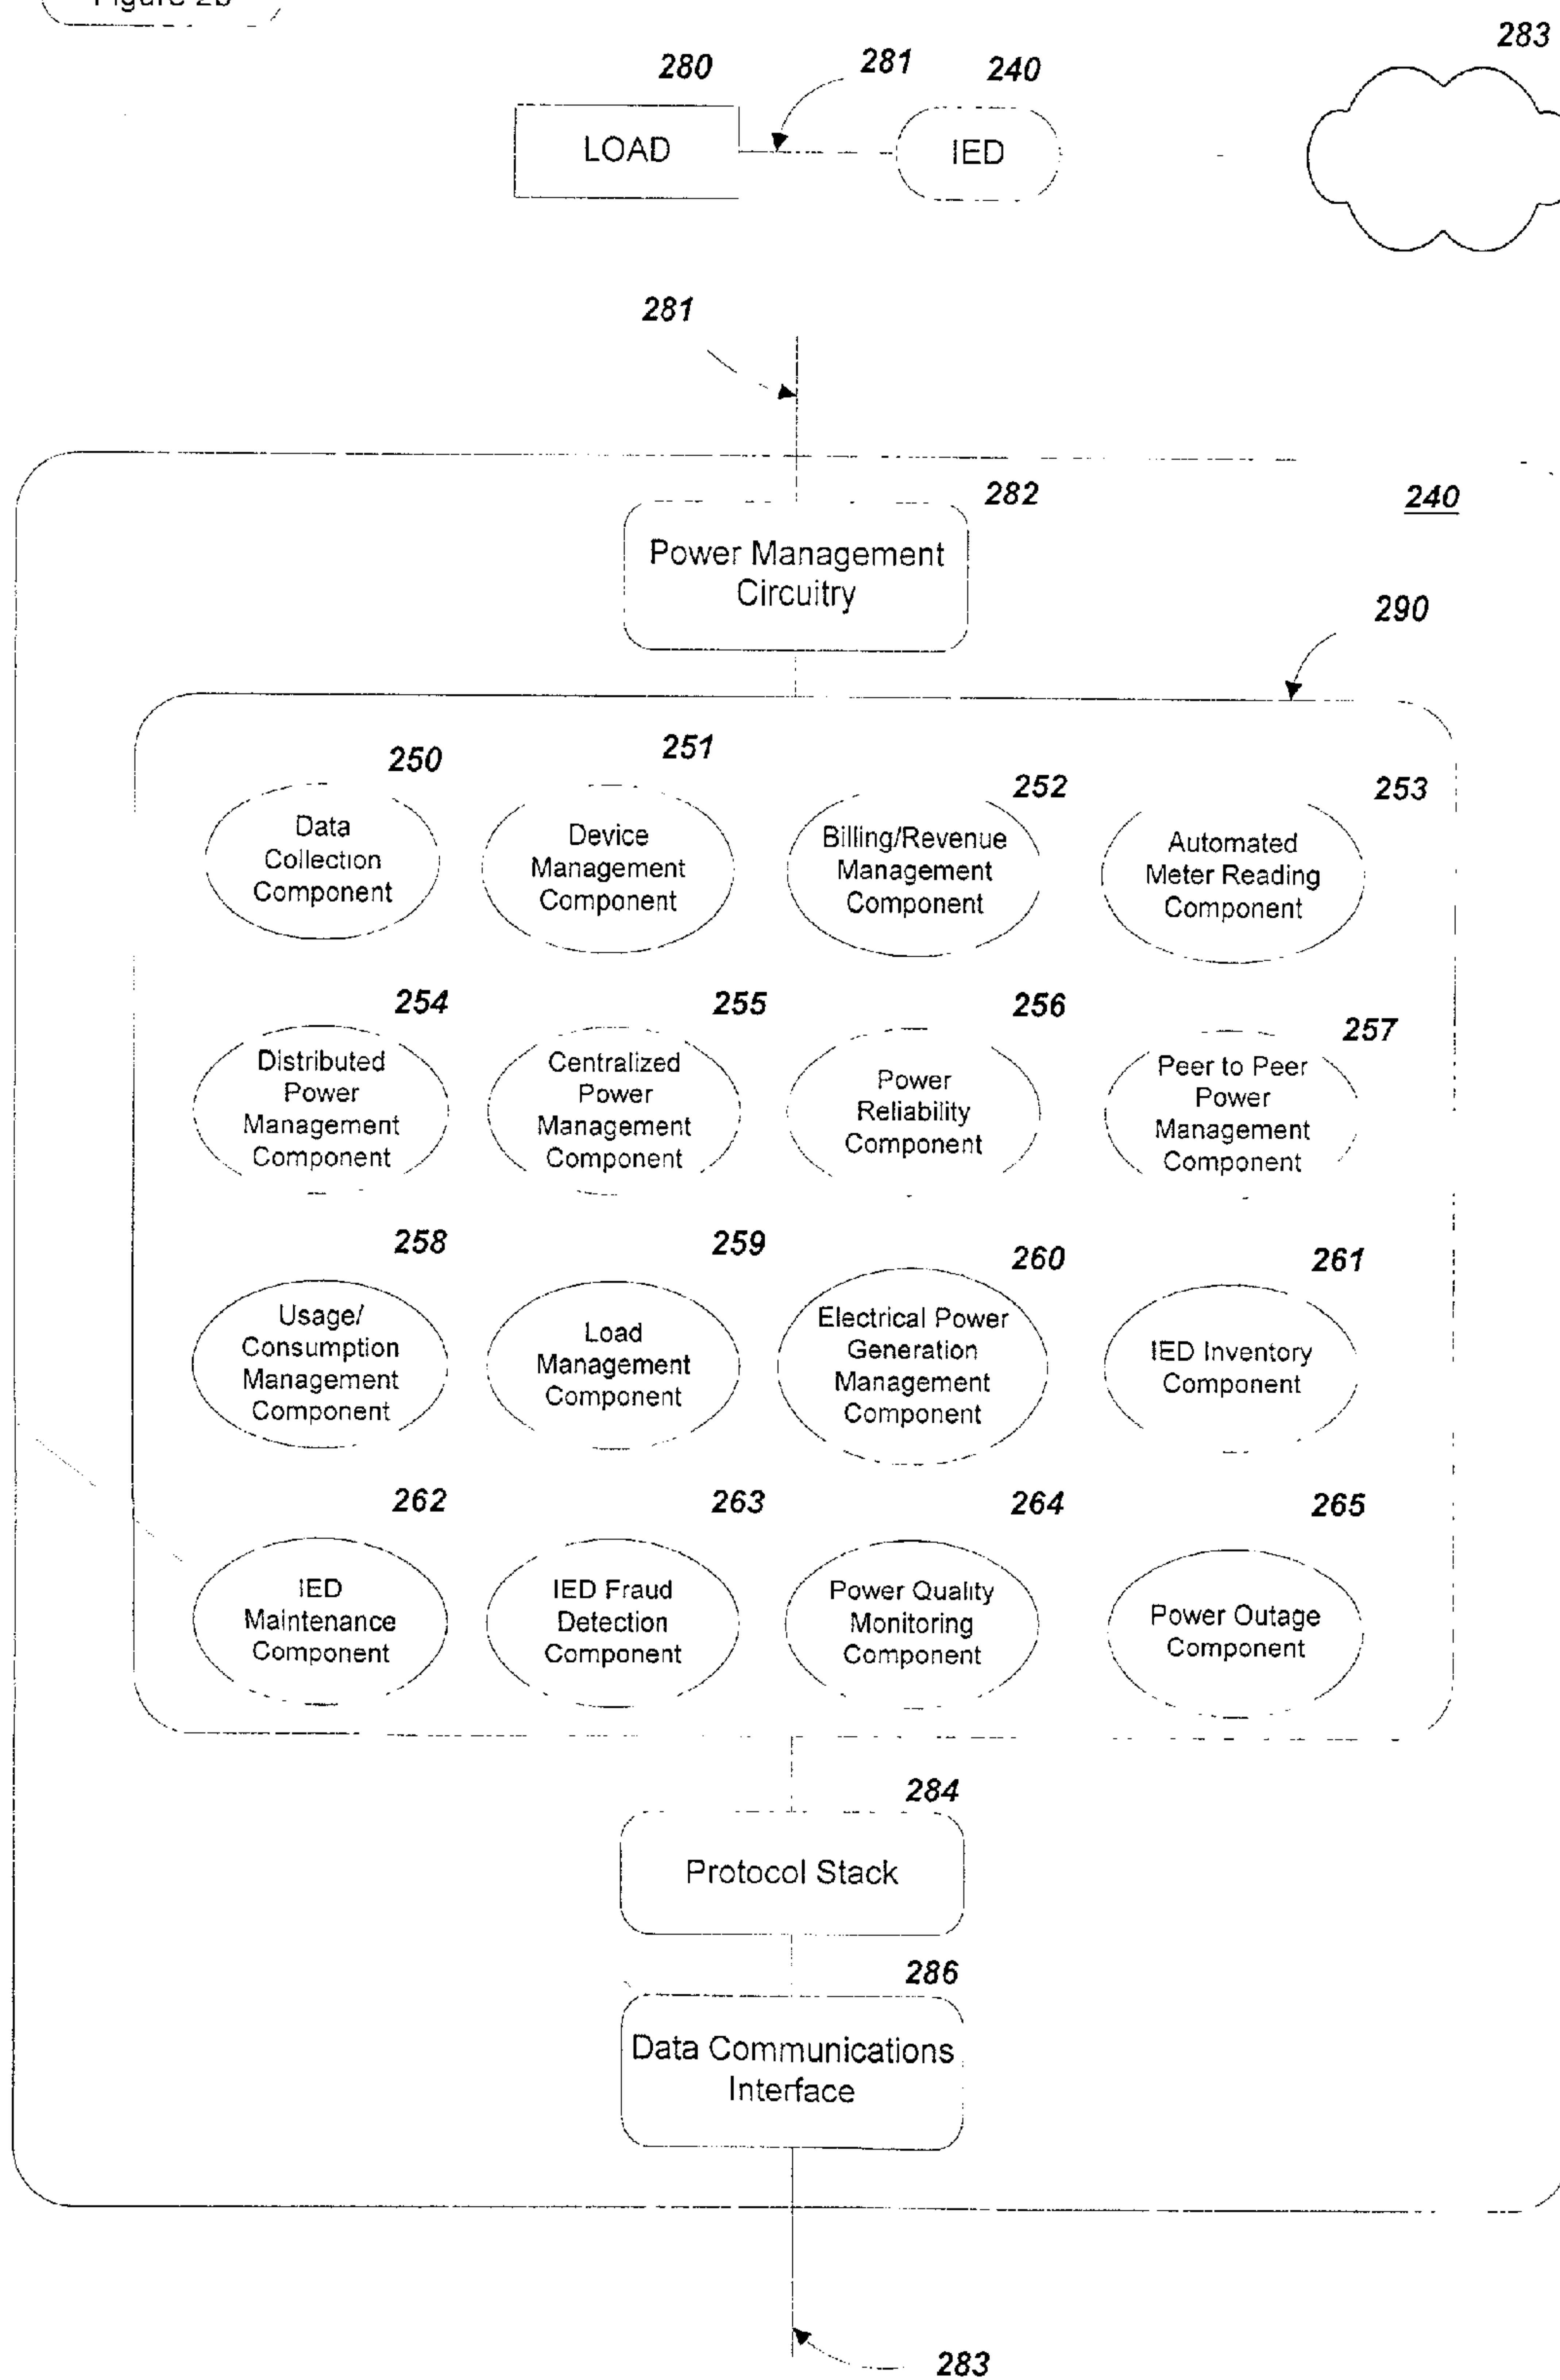 Figure 2b
283
280
281
240
LOAD
IED
281
282
240
Power Management
Circuitry
290
250
251
252
253
Data
Collection
Component
Device
Management
Component
Billing/Revenue
Management
Component
Automated
Meter Reading
Component
254
255
256
257
Distributed
Power
Management
Component
Centralized
Power
Management
Component
Power
Reliability
Component
Peer to Peer
Power
Management
Component
258
259
260
261
Usage/
Consumption
Management
Component
Load
Management
Component
Electrical Power
Generation
Management
Component
IED Inventory
Component
262
263
264
265
IED
Maintenance
Component
IED Fraud
Detection
Component
Power Quality
Monitoring
Component
Power Outage
Component
284
Protocol Stack
286
Data Communications
Interface
283